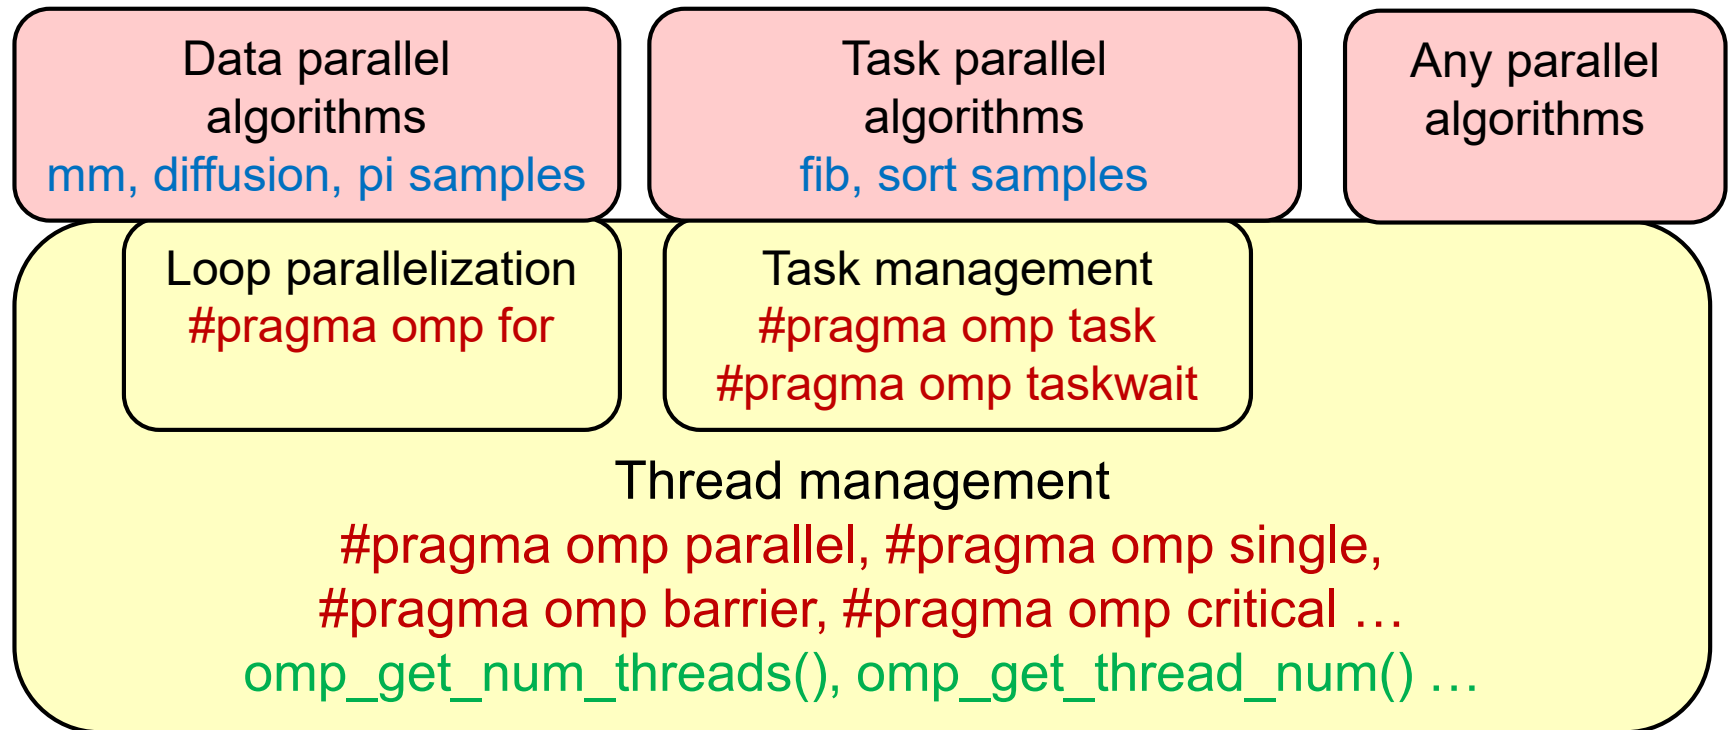 Data parallel
algorithms
mm, diffusion, pi samples
Task parallel
algorithms
fib, sort samples
Any parallel
algorithms
Loop parallelization
#pragma omp for
Task management
#pragma omp task
#pragma omp taskwait
Thread management
#pragma omp parallel, #pragma omp single,
#pragma omp barrier, #pragma omp critical …
omp_get_num_threads(), omp_get_thread_num() …